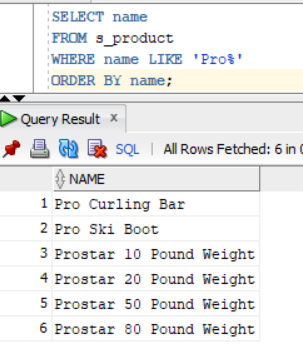 SELECT name
FROM s_product
WHERE name LIKE 'Pro%'
ORDER BY name;
Query Result x
SQL | All Rows Fetched: 6 in 0
NAME
1 Pro Curling Bar
2 Pro Ski Boot
3 Prostar 10 Pound Weight
4 Prostar 20 Pound Weight
5 Prostar 50 Pound Weight
6 Prostar 80 Pound Weight